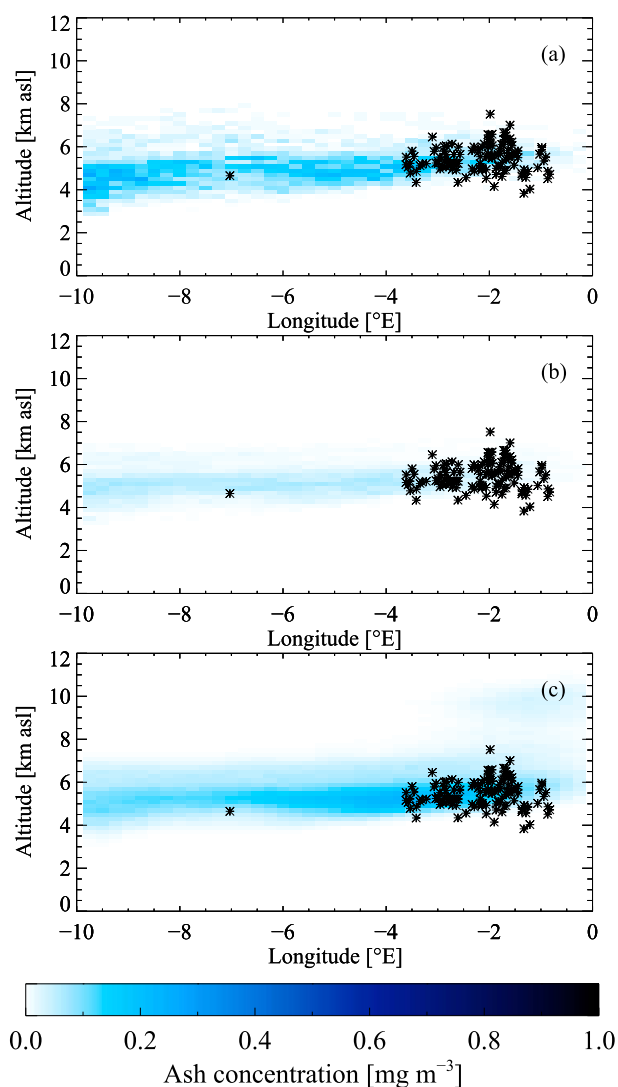 12
(a)
10
8
6
4
2
0
Altitude [km asl]
−10 −8 −6 −4 −2 0
Longitude [°E]
12
(b)
10
8
6
4
2
0
Altitude [km asl]
−10 −8 −6 −4 −2 0
Longitude [°E]
12
(c)
10
8
6
4
2
0
Altitude [km asl]
−10 −8 −6 −4 −2 0
Longitude [°E]
0.0 0.2 0.4 0.6 0.8 1.0
Ash concentration [mg m⁻³]